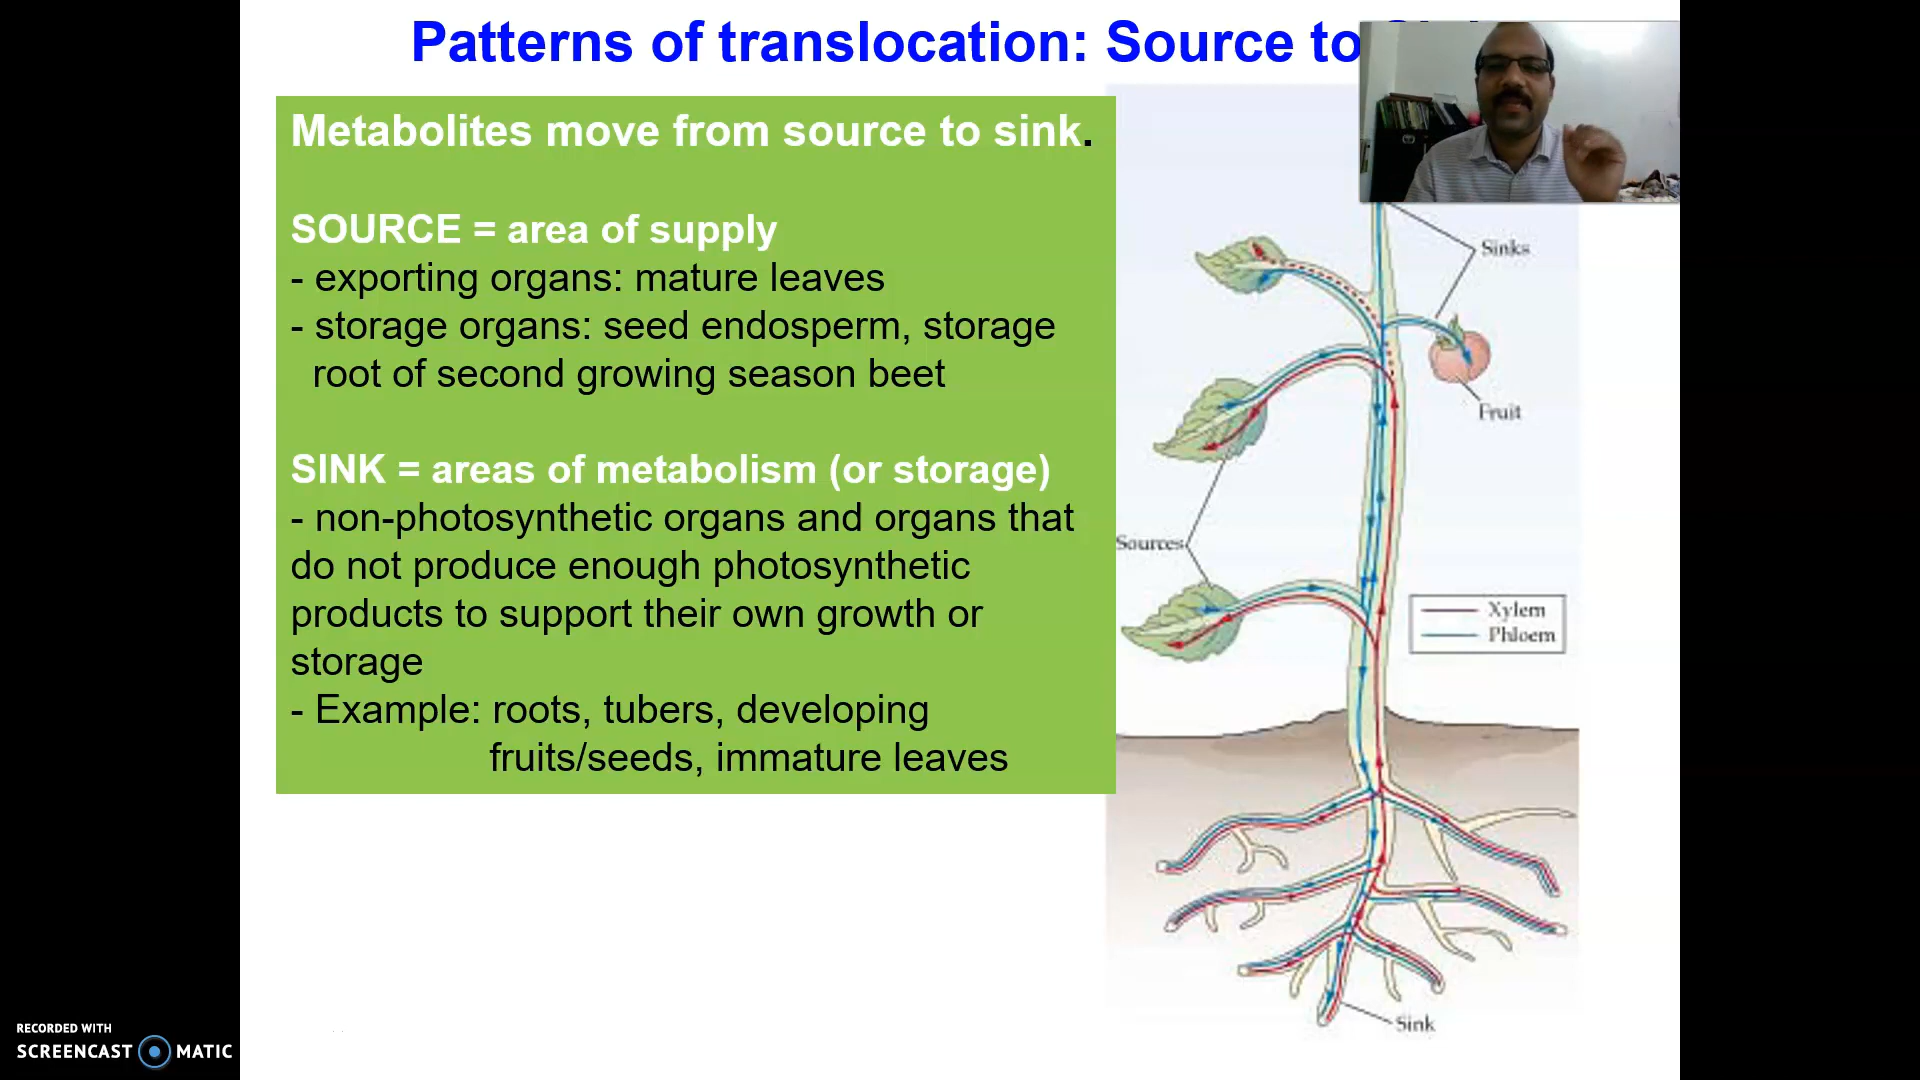 Patterns of translocation: Source to
Metabolites move from source to sink.
SOURCE = area of supply
- exporting organs: mature leaves
- storage organs: seed endosperm, storage
root of second growing season beet
SINK = areas of metabolism (or storage)
- non-photosynthetic organs and organs that
do not produce enough photosynthetic
products to support their own growth or
storage
- Example: roots, tubers, developing
fruits/seeds, immature leaves
Sinks
Fruit
Sources
Xylem
Phloem
Sink
RECORDED WITH
SCREENCAST MATIC